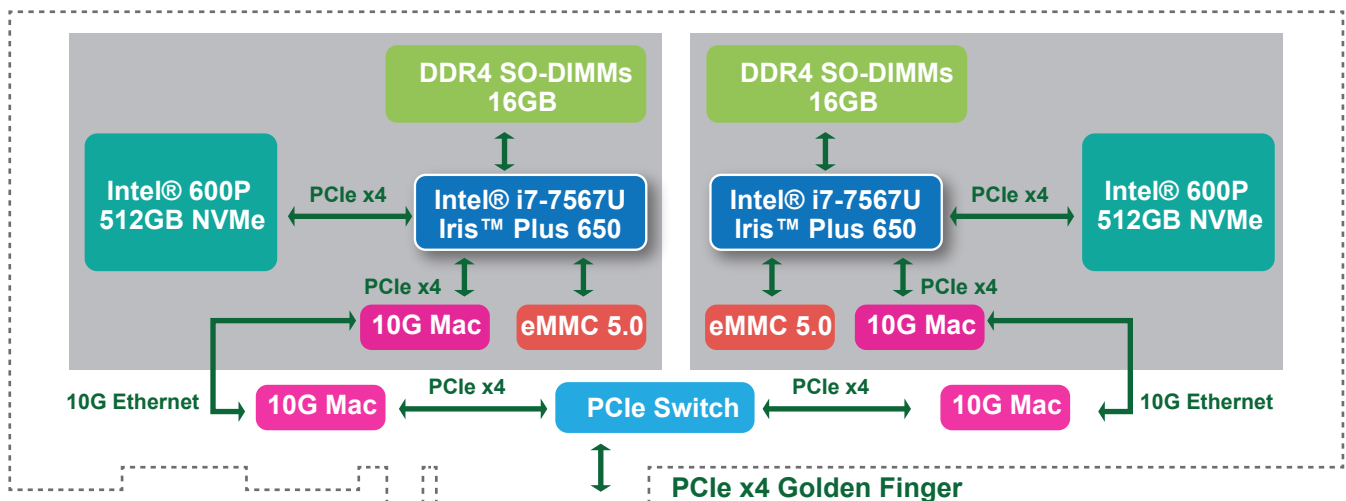 DDR4 SO-DIMMs
16GB
DDR4 SO-DIMMs
16GB
Intel® 600P
512GB NVMe
PCIe x4
Intel® i7-7567U
Iris™ Plus 650
Intel® i7-7567U
Iris™ Plus 650
PCIe x4
Intel® 600P
512GB NVMe
PCIe x4
PCIe x4
10G Mac
eMMC 5.0
eMMC 5.0
10G Mac
10G Ethernet
10G Mac
PCIe x4
PCIe Switch
PCIe x4
10G Mac
10G Ethernet
PCIe x4 Golden Finger